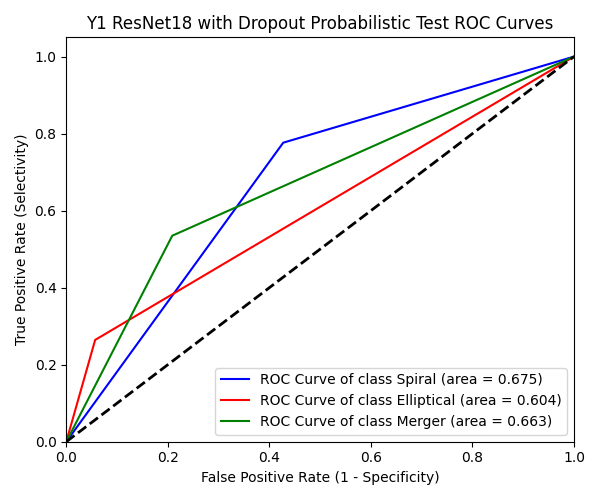 Y1 ResNet18 with Dropout Probabilistic Test ROC Curves
True Positive Rate (Selectivity)
1.0
0.8
0.6
0.4
0.2
0.0
ROC Curve of class Spiral (area = 0.675)
ROC Curve of class Elliptical (area = 0.604)
ROC Curve of class Merger (area = 0.663)
0.0 0.2 0.4 0.6 0.8 1.0
False Positive Rate (1 - Specificity)